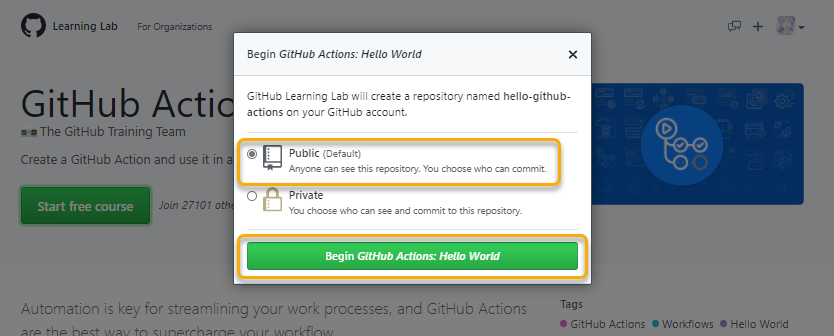 Learning Lab For Organizations
Begin GitHub Actions: Hello World
GitHub Learning Lab will create a repository named hello-github-
actions on your GitHub account.
Public (Default)
Anyone can see this repository. You choose who can commit.
Private
You choose who can see and commit to this repository.
Begin GitHub Actions: Hello World
GitHub Actio
The GitHub Training Team
Create a GitHub Action and use it in a
Start free course
Join 27101 othe
Automation is key for streamlining your work processes, and GitHub Actions
are the best way to supercharge your workflow
Tags
GitHub Actions Workflows Hello World